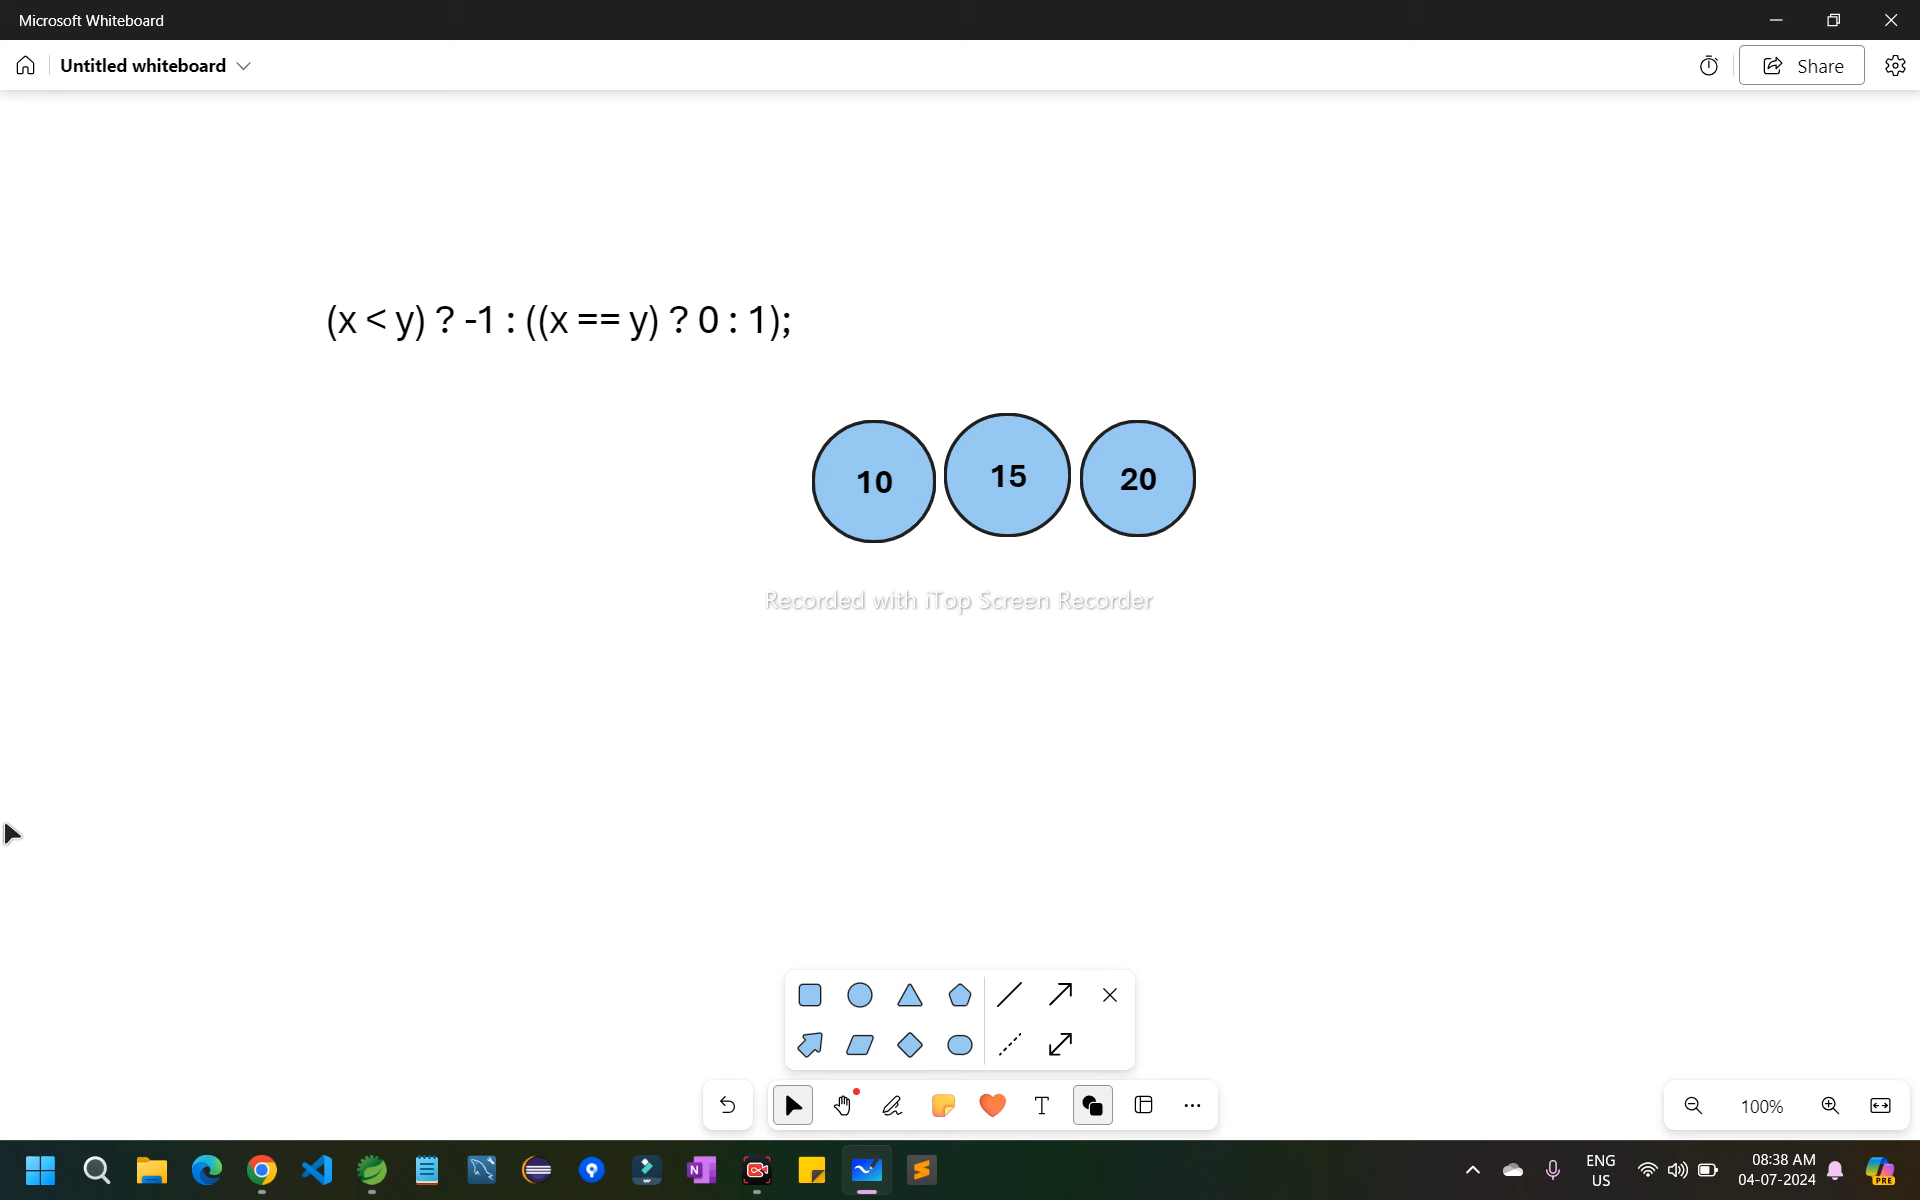 Microsoft Whiteboard
Untitled whiteboard
Share
(x < y) ? -1 : ((x == y) ? 0 : 1);
10 15 20
Recorded with iTop Screen Recorder
100%
ENG
US
08:38 AM
04-07-2024
PRE